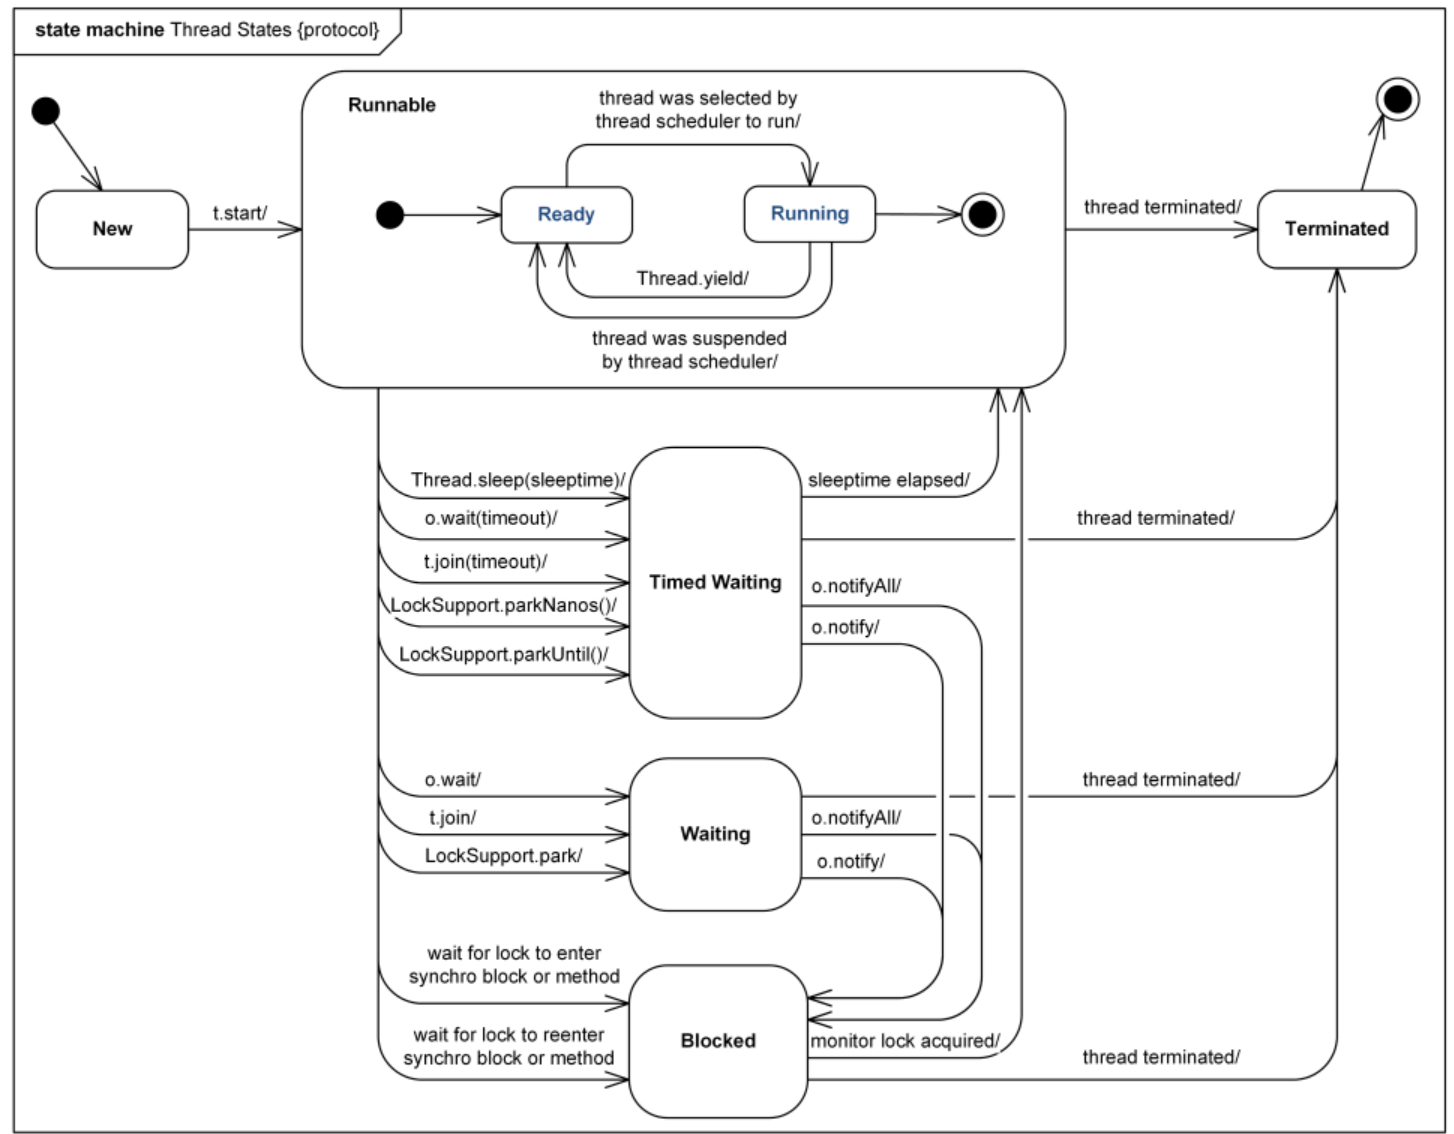 state machine Thread States {protocol}
Runnable
thread was selected by
thread scheduler to run/
New
t.start/
Ready
Running
thread terminated/
Terminated
Thread.yield/
thread was suspended
by thread scheduler/
Thread.sleep(sleeptime)/
sleeptime elapsed/
o.wait(timeout)/
thread terminated/
t.join(timeout)/
Timed Waiting
o.notifyAll/
LockSupport.parkNanos()/
o.notify/
LockSupport.parkUntil()/
o.wait/
thread terminated/
t.join/
Waiting
o.notifyAll/
LockSupport.park/
o.notify/
wait for lock to enter
synchro block or method
wait for lock to reenter
synchro block or method
Blocked
monitor lock acquired/
thread terminated/